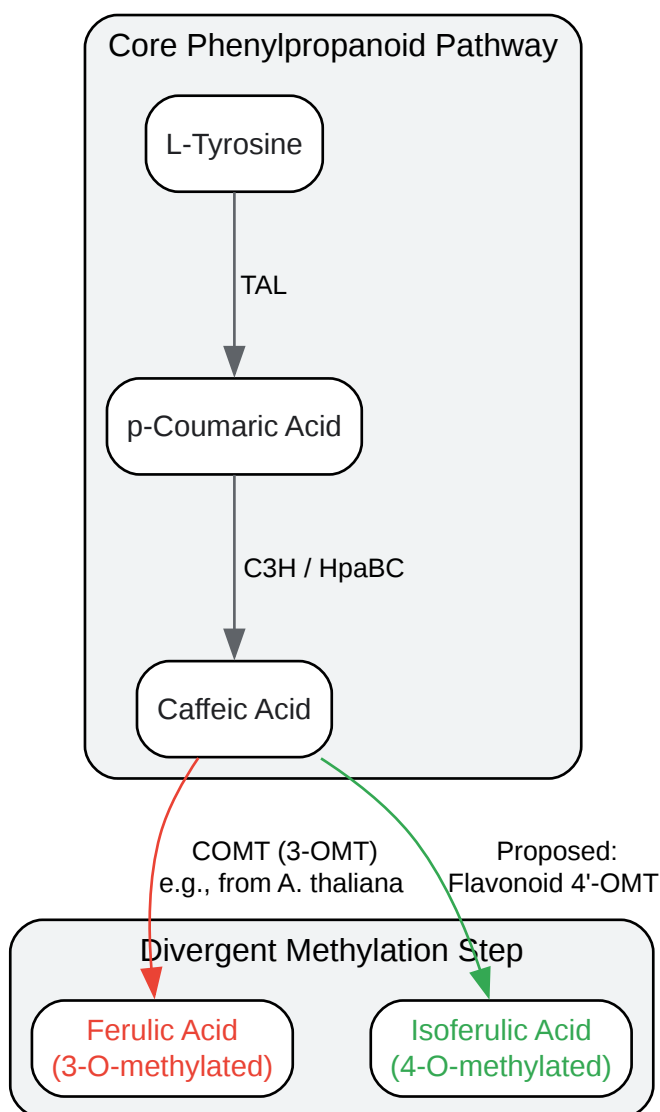 Core Phenylpropanoid Pathway
L-Tyrosine
TAL
p-Coumaric Acid
C3H / HpaBC
Caffeic Acid
COMT (3-OMT)
e.g., from A. thaliana
Proposed:
Flavonoid 4'-OMT
Divergent Methylation Step
Ferulic Acid
(3-O-methylated)
Isoferulic Acid
(4-O-methylated)